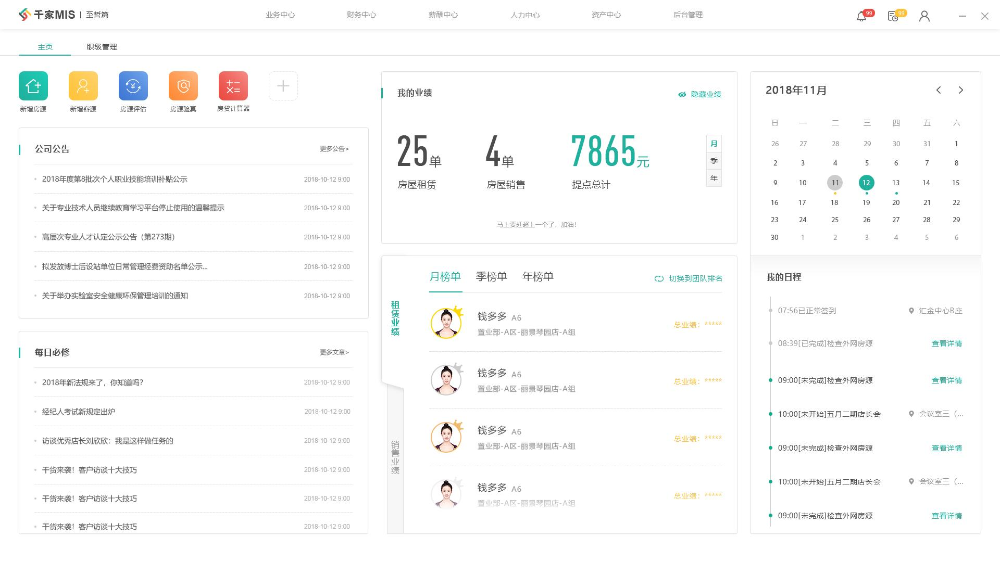 千家MIS | 至哲篇
业务中心 财务中心 薪酬中心 人力中心 资产中心 后台管理
99 99
主页 职级管理
新增房源 新增客源 房源评估 房源验真 房贷计算器
公司公告 更多公告>
2018年度第8批次个人职业技能培训补贴公示 2018-10-12 9:00
关于专业技术人员继续教育学习平台停止使用的温馨提示 2018-10-12 9:00
高层次专业人才认定公示公告（第273期） 2018-10-12 9:00
拟发放博士后设站单位日常管理经费资助名单公示... 2018-10-12 9:00
关于举办实验室安全健康环保管理培训的通知 2018-10-12 9:00
每日必修 更多文章>
2018年新法规来了，你知道吗? 2018-10-12 9:00
经纪人考试新规定出炉 2018-10-12 9:00
访谈优秀店长刘欣欣：我是这样做任务的 2018-10-12 9:00
干货来袭！客户访谈十大技巧 2018-10-12 9:00
干货来袭！客户访谈十大技巧 2018-10-12 9:00
干货来袭！客户访谈十大技巧 2018-10-12 9:00
我的业绩 隐藏业绩
25单 4单 7865元
房屋租赁 房屋销售 提点总计
月
季
年
马上要赶超上一个了，加油！
租赁业绩
销售业绩
月榜单 季榜单 年榜单 切换到团队排名
钱多多 A6
置业部-A区-丽景琴园店-A组
总业绩：*****
钱多多 A6
置业部-A区-丽景琴园店-A组
总业绩：*****
钱多多 A6
置业部-A区-丽景琴园店-A组
总业绩：*****
钱多多 A6
置业部-A区-丽景琴园店-A组
总业绩：*****
2018年11月
日 一 二 三 四 五 六
26 27 28 29 30 31 1
2 3 4 5 6 7 8
9 10 11 12 13 14 15
16 17 18 19 20 21 22
23 24 25 26 27 28 29
30 1 2 3 4 5 6
我的日程
07:56已正常签到 汇金中心B座
08:39[已完成]检查外网房源 查看详情
09:00[未完成]检查外网房源 查看详情
10:00[未开始]五月二期店长会 会议室三（...
09:00[未完成]检查外网房源 查看详情
10:00[未开始]五月二期店长会 会议室三（...
09:00[未完成]检查外网房源 查看详情